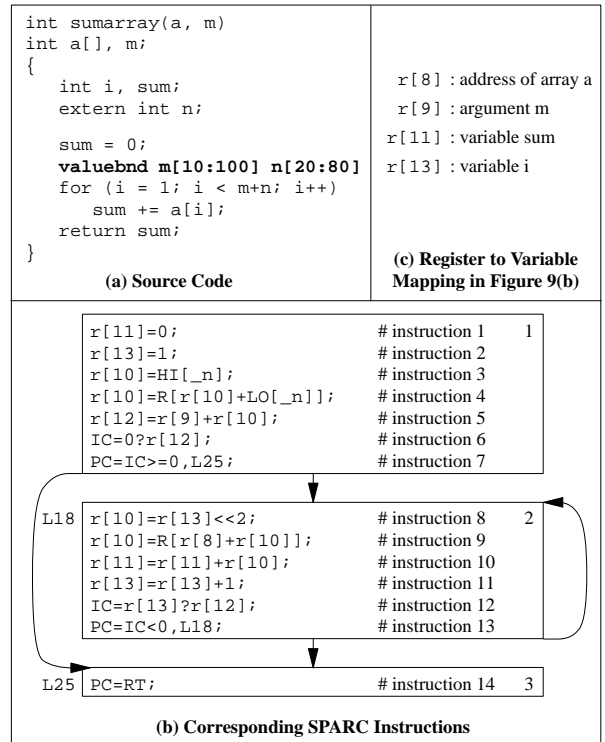 int sumarray(a, m)
int a[], m;
{
int i, sum;
extern int n;
sum = 0;
valuebnd m[10:100] n[20:80]
for (i = 1; i < m+n; i++)
sum += a[i];
return sum;
}
(a) Source Code
r[8] : address of array a
r[9] : argument m
r[11] : variable sum
r[13] : variable i
(c) Register to Variable
Mapping in Figure 9(b)
r[11]=0; # instruction 1 1
r[13]=1; # instruction 2
r[10]=HI[_n]; # instruction 3
r[10]=R[r[10]+LO[_n]]; # instruction 4
r[12]=r[9]+r[10]; # instruction 5
IC=0?r[12]; # instruction 6
PC=IC>=0,L25; # instruction 7
L18 r[10]=r[13]<<2; # instruction 8 2
r[10]=R[r[8]+r[10]]; # instruction 9
r[11]=r[11]+r[10]; # instruction 10
r[13]=r[13]+1; # instruction 11
IC=r[13]?r[12]; # instruction 12
PC=IC<0,L18; # instruction 13
L25 PC=RT; # instruction 14 3
(b) Corresponding SPARC Instructions